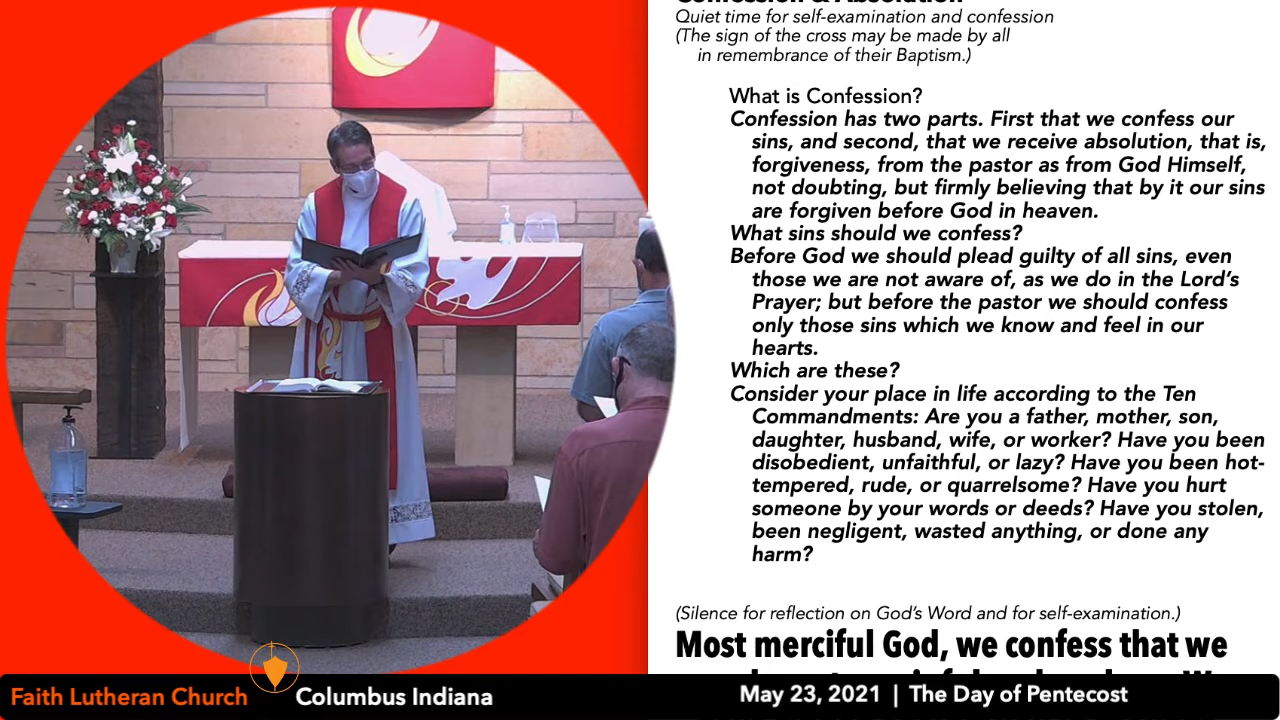 Confession & Absolution
Quiet time for self-examination and confession
(The sign of the cross may be made by all
in remembrance of their Baptism.)
What is Confession?
Confession has two parts. First that we confess our
sins, and second, that we receive absolution, that is,
forgiveness, from the pastor as from God Himself,
not doubting, but firmly believing that by it our sins
are forgiven before God in heaven.
What sins should we confess?
Before God we should plead guilty of all sins, even
those we are not aware of, as we do in the Lord's
Prayer; but before the pastor we should confess
only those sins which we know and feel in our
hearts.
Which are these?
Consider your place in life according to the Ten
Commandments: Are you a father, mother, son,
daughter, husband, wife, or worker? Have you been
disobedient, unfaithful, or lazy? Have you been hot-
tempered, rude, or quarrelsome? Have you hurt
someone by your words or deeds? Have you stolen,
been negligent, wasted anything, or done any
harm?
(Silence for reflection on God's Word and for self-examination.)
Most merciful God, we confess that we
Faith Lutheran Church Columbus Indiana May 23, 2021 | The Day of Pentecost